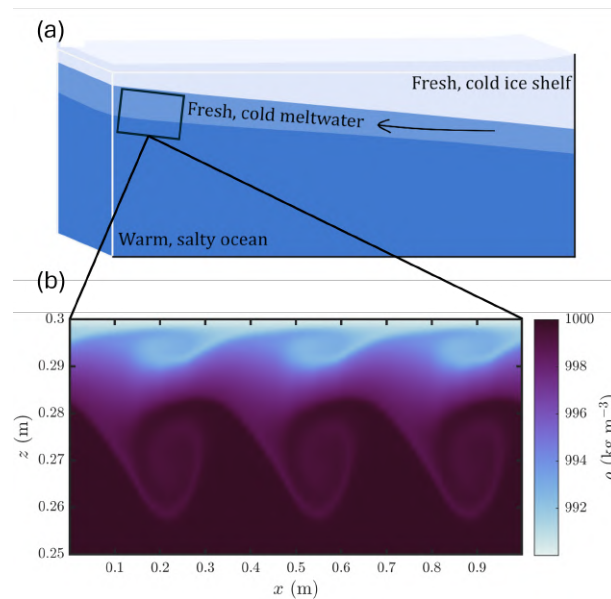 (a)
Fresh, cold ice shelf
Fresh, cold meltwater
Warm, salty ocean
(b)
0.3
0.29
0.28
0.27
0.26
0.25
z (m)
0.1 0.2 0.3 0.4 0.5 0.6 0.7 0.8 0.9
x (m)
1000
998
996
994
992
ρ (kg m⁻³)